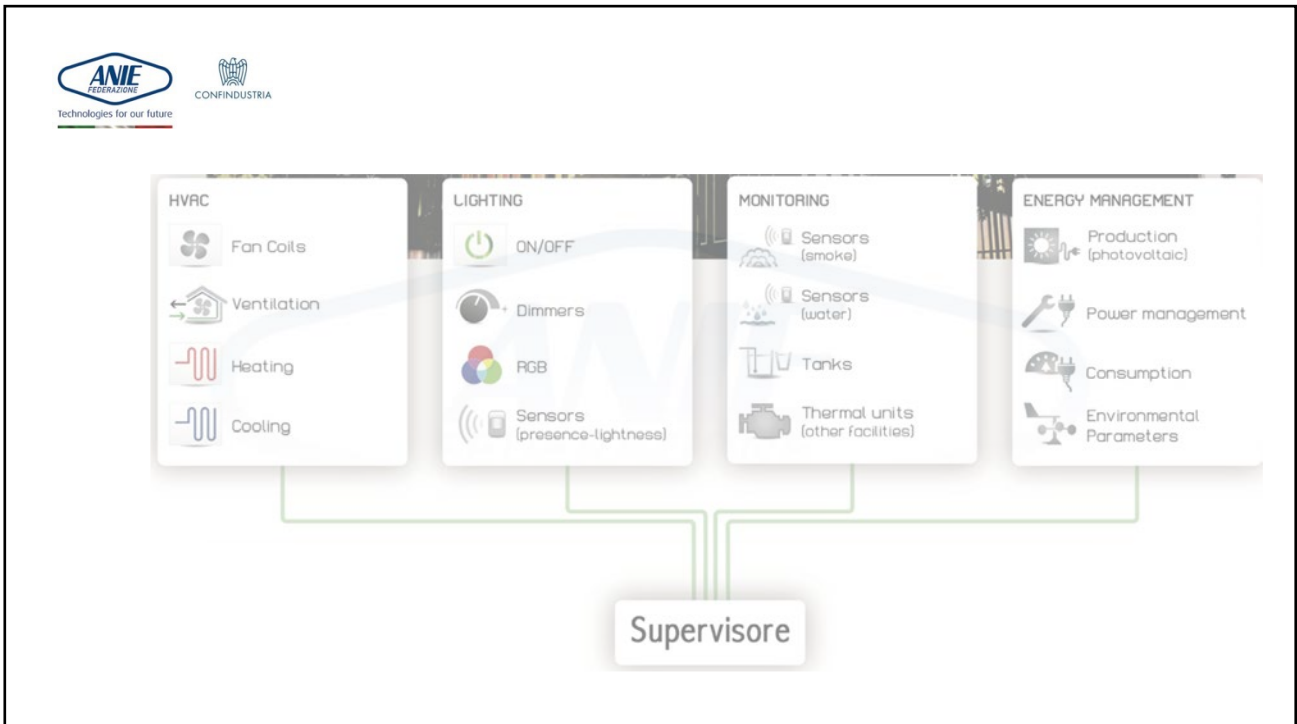 ANIE
FEDERAZIONE
Technologies for our future
CONFINDUSTRIA
HVAC
Fan Coils
Ventilation
Heating
Cooling
LIGHTING
ON/OFF
Dimmers
RGB
Sensors
(presence-lightness)
MONITORING
Sensors
(smoke)
Sensors
(water)
Tanks
Thermal units
(other facilities)
ENERGY MANAGEMENT
Production
(photovoltaic)
Power management
Consumption
Environmental
Parameters
ANIE
Supervisore